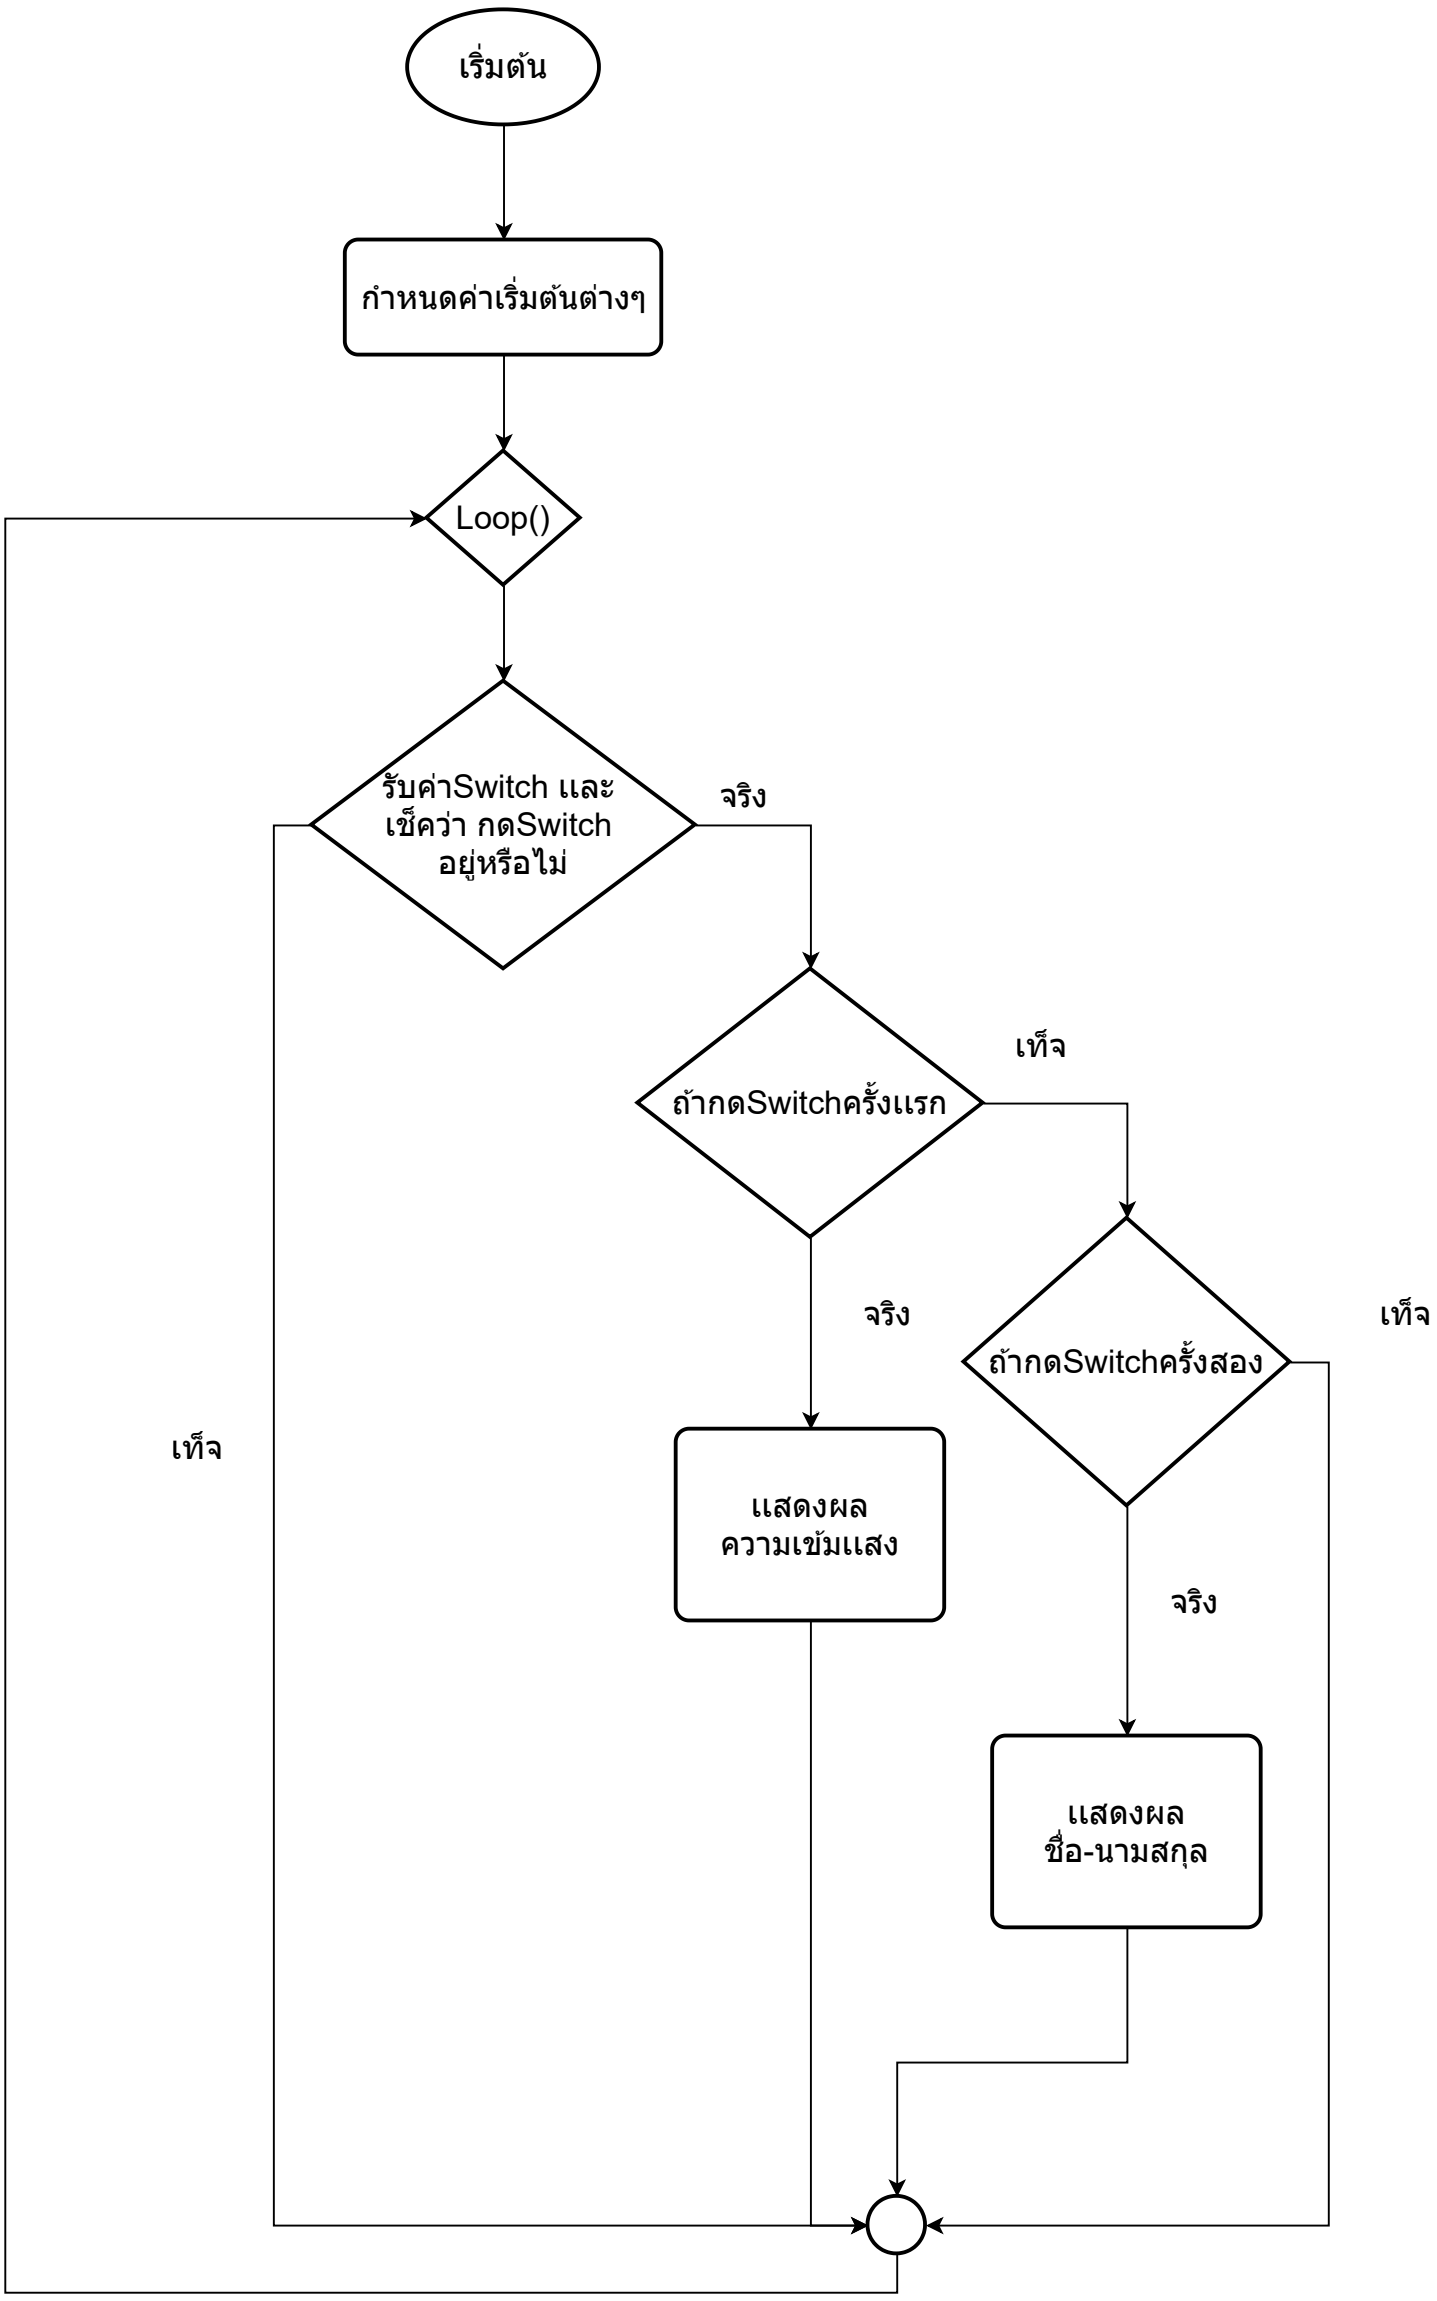 เริ่มต้น
กำหนดค่าเริ่มต้นต่างๆ
Loop()
รับค่าSwitch และ
เช็คว่า กดSwitch
อยู่หรือไม่
จริง
เท็จ
ถ้ากดSwitchครั้งแรก
จริง
เท็จ
ถ้ากดSwitchครั้งสอง
เท็จ
แสดงผล
ความเข้มแสง
จริง
แสดงผล
ชื่อ-นามสกุล